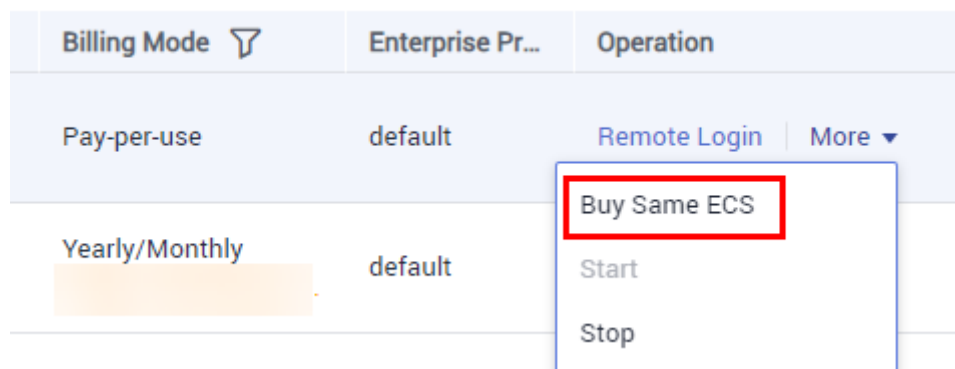 Billing Mode Enterprise Pr... Operation
Pay-per-use default Remote Login More
Buy Same ECS
Yearly/Monthly
default
Start
Stop